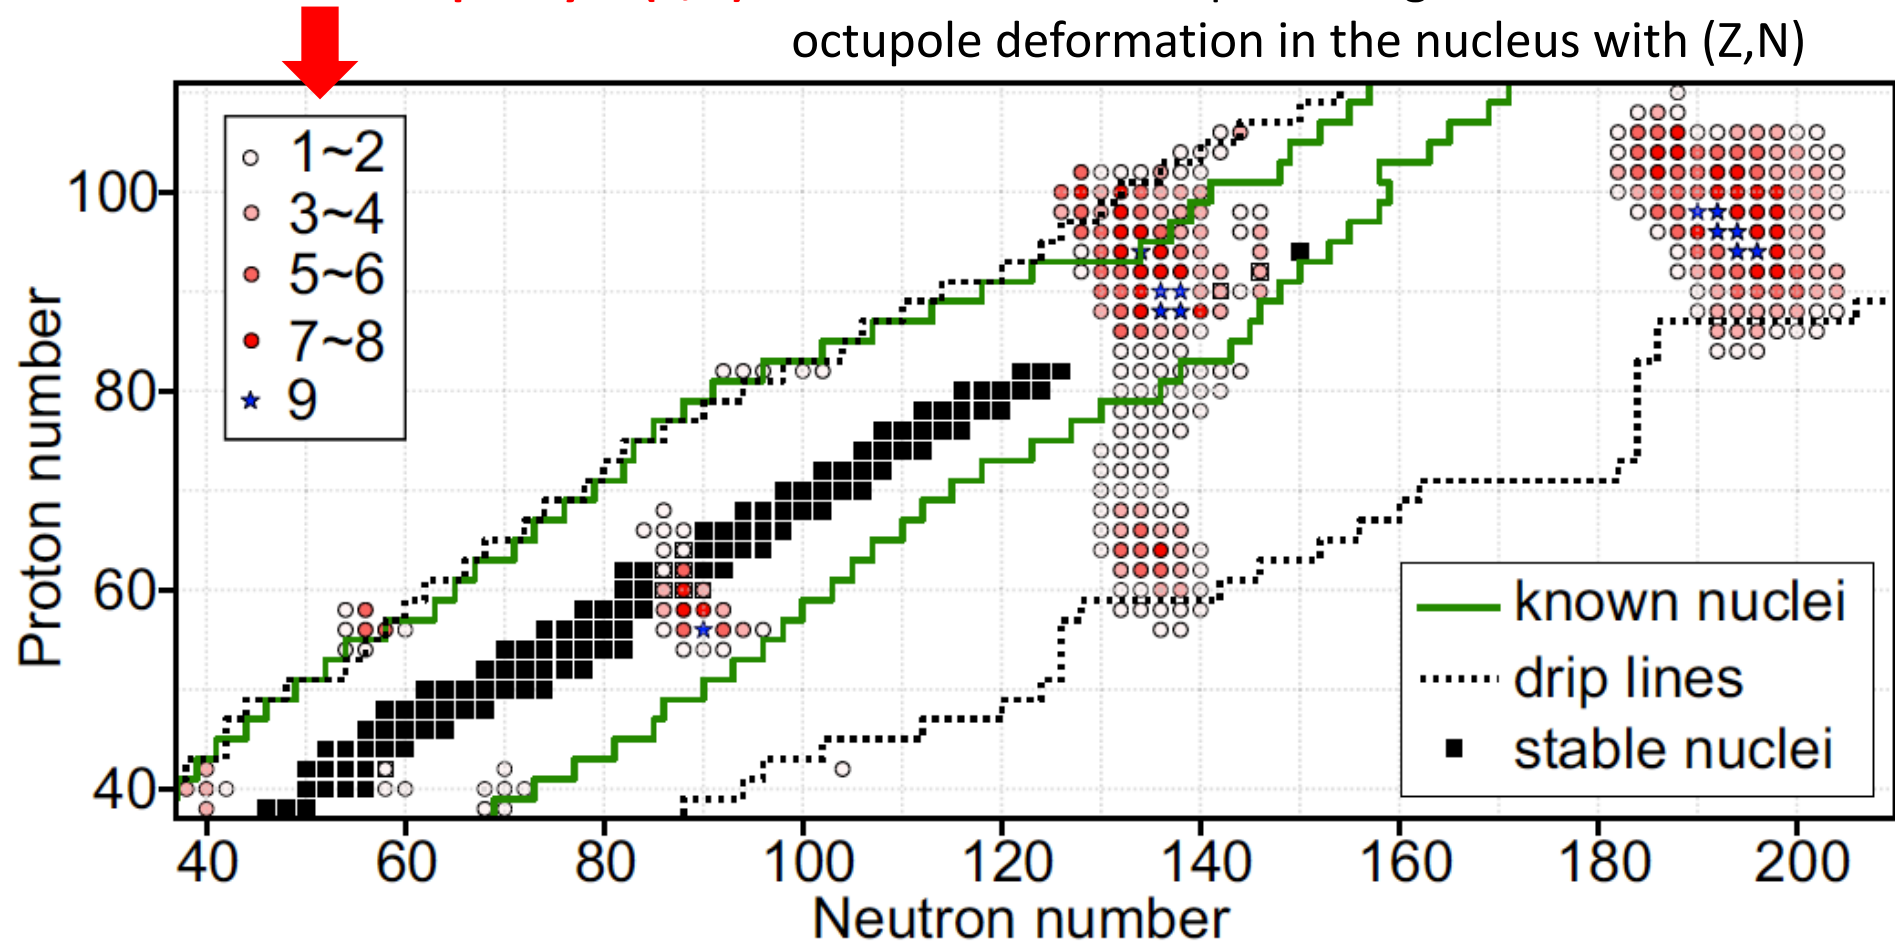 octupole deformation in the nucleus with (Z,N)
1~2
3~4
5~6
7~8
9
100
80
60
40
Proton number
known nuclei
drip lines
stable nuclei
40 60 80 100 120 140 160 180 200
Neutron number